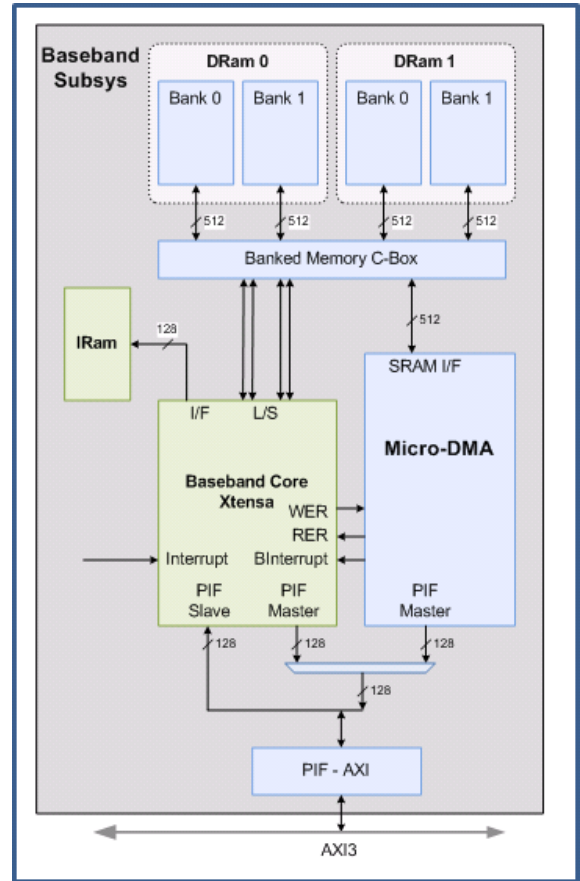 Baseband
Subsys
DRam 0
DRam 1
Bank 0
Bank 1
Bank 0
Bank 1
512
512
512
512
Banked Memory C-Box
128
512
IRam
SRAM I/F
I/F
L/S
Micro-DMA
Baseband Core
Xtensa
WER
RER
Interrupt
BInterrupt
PIF
Slave
PIF
Master
PIF
Master
128
128
128
128
PIF - AXI
AXI3